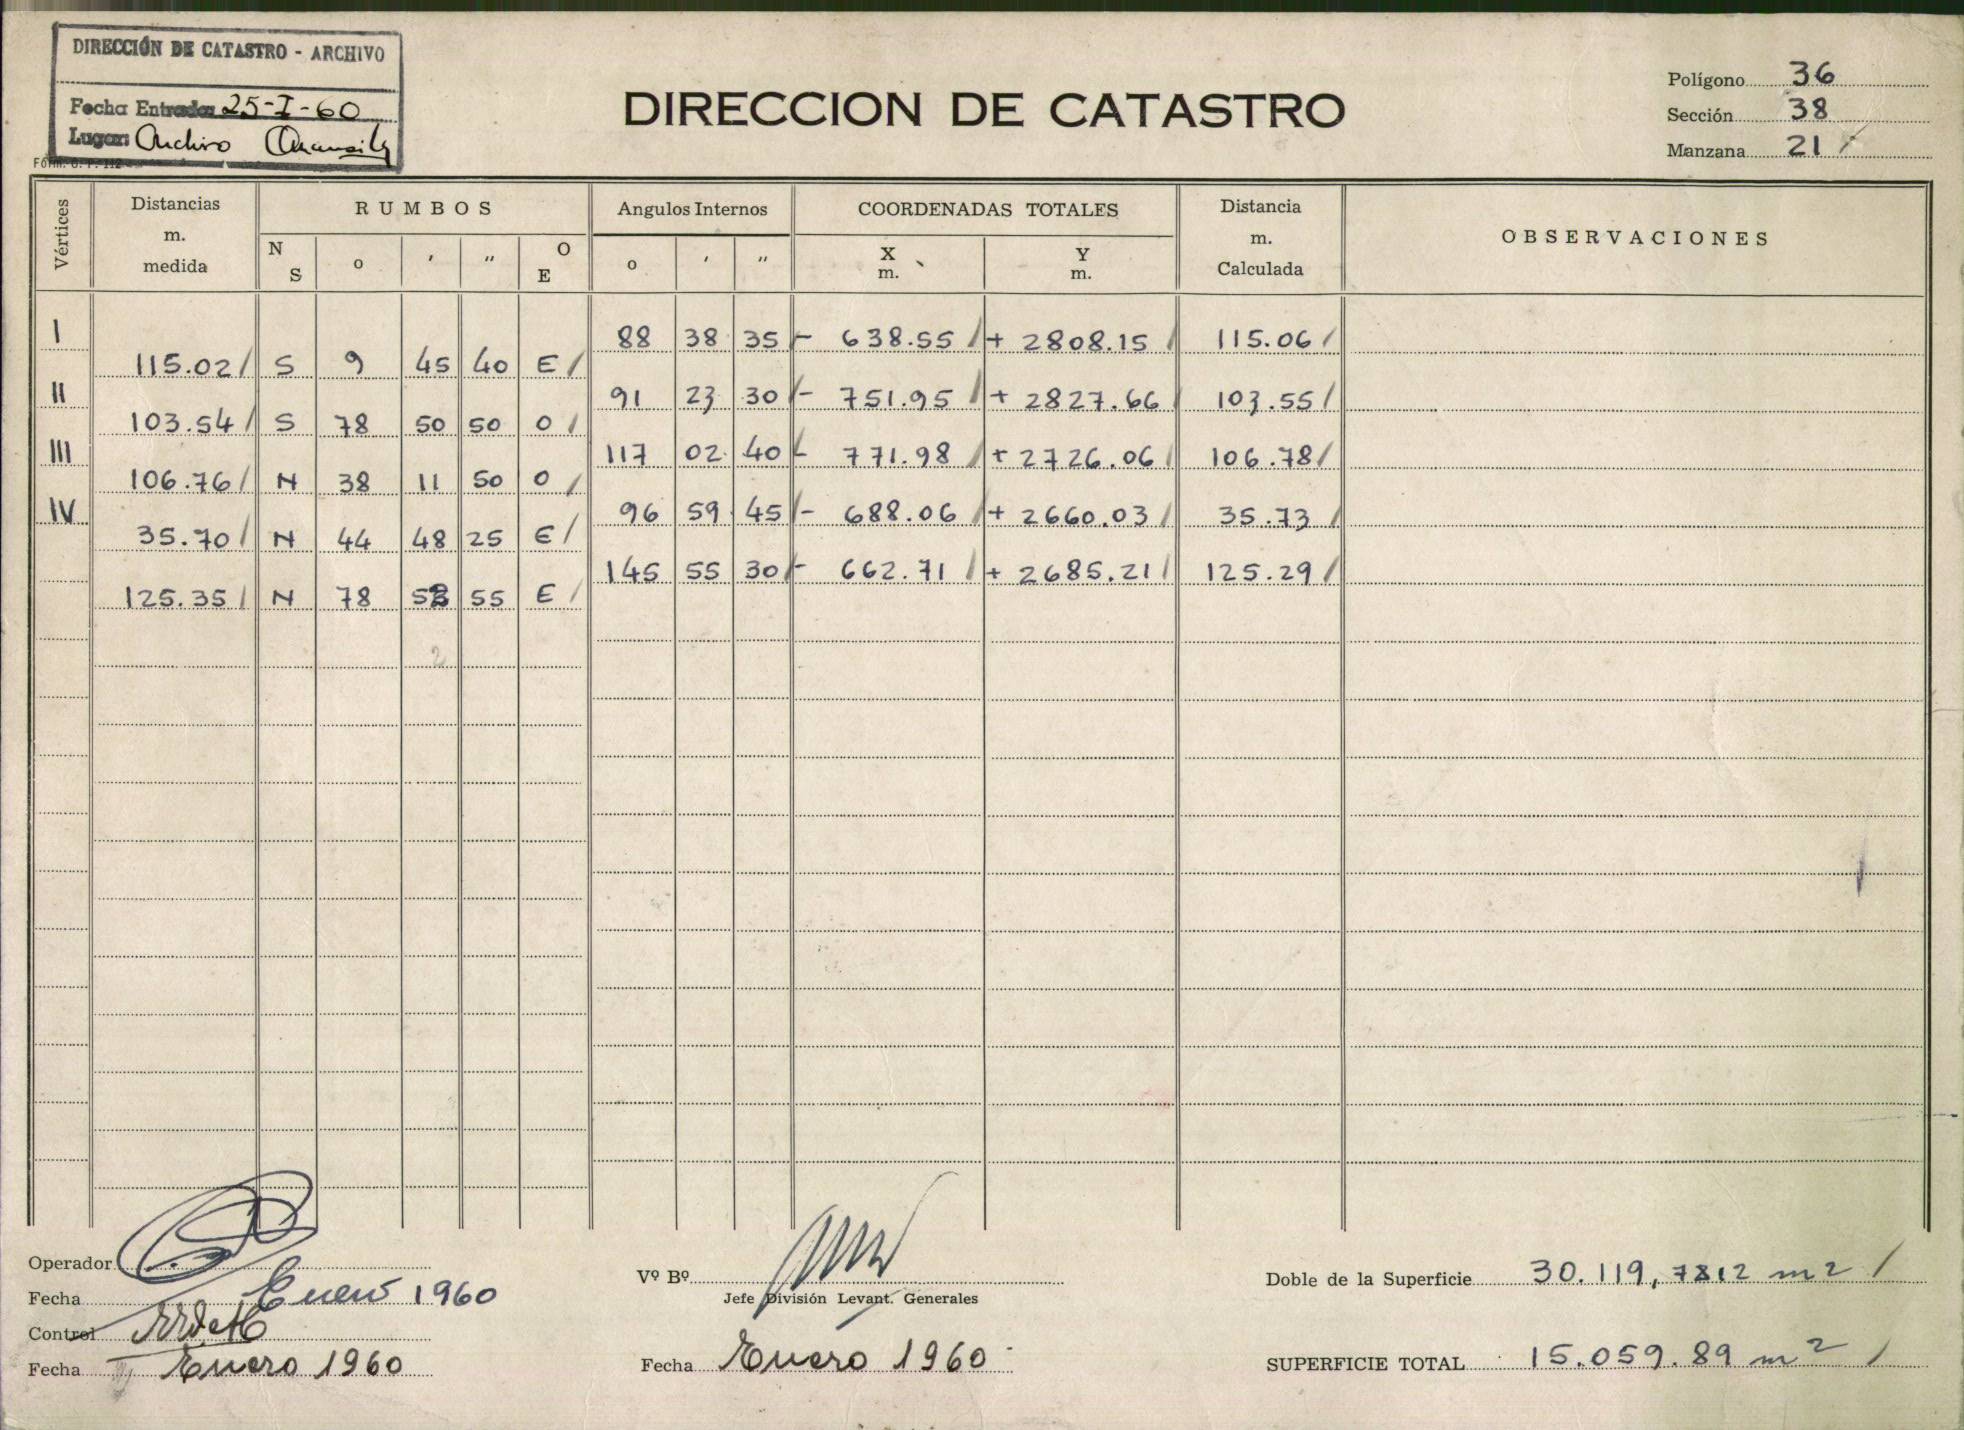 DIRECCIÓN DE CATASTRO - ARCHIVO
Fecha Entrada: 25-I-60
Lugar: Archivo
DIRECCION DE CATASTRO
Polígono 36
Sección 38
Manzana 21 /
Vértices
Distancias m. medida
RUMBOS
N S o ′ ″ O E
Angulos Internos
o ′ ″
COORDENADAS TOTALES
X m.
Y m.
Distancia m. Calculada
OBSERVACIONES
I 88 38 35 / - 638.55 / + 2808.15 / 115.06 /
115.02 / S 9 45 40 E /
II 91 23 30 / - 751.95 / + 2827.66 / 103.55 /
103.54 / S 78 50 50 O /
III 117 02 40 - 771.98 / + 2726.06 / 106.78 /
106.76 / N 38 11 50 O /
IV 96 59 45 / - 688.06 / + 2660.03 / 35.73 /
35.70 / N 44 48 25 E /
145 55 30 / - 662.71 / + 2685.21 / 125.29 /
125.35 / N 78 55 E /
2
Operador
Fecha Enero 1960
Control
Fecha Enero 1960
Vº Bº
Jefe División Levant. Generales
Fecha Enero 1960
Doble de la Superficie 30.119,7812 m2 /
SUPERFICIE TOTAL 15.059.89 m2 /